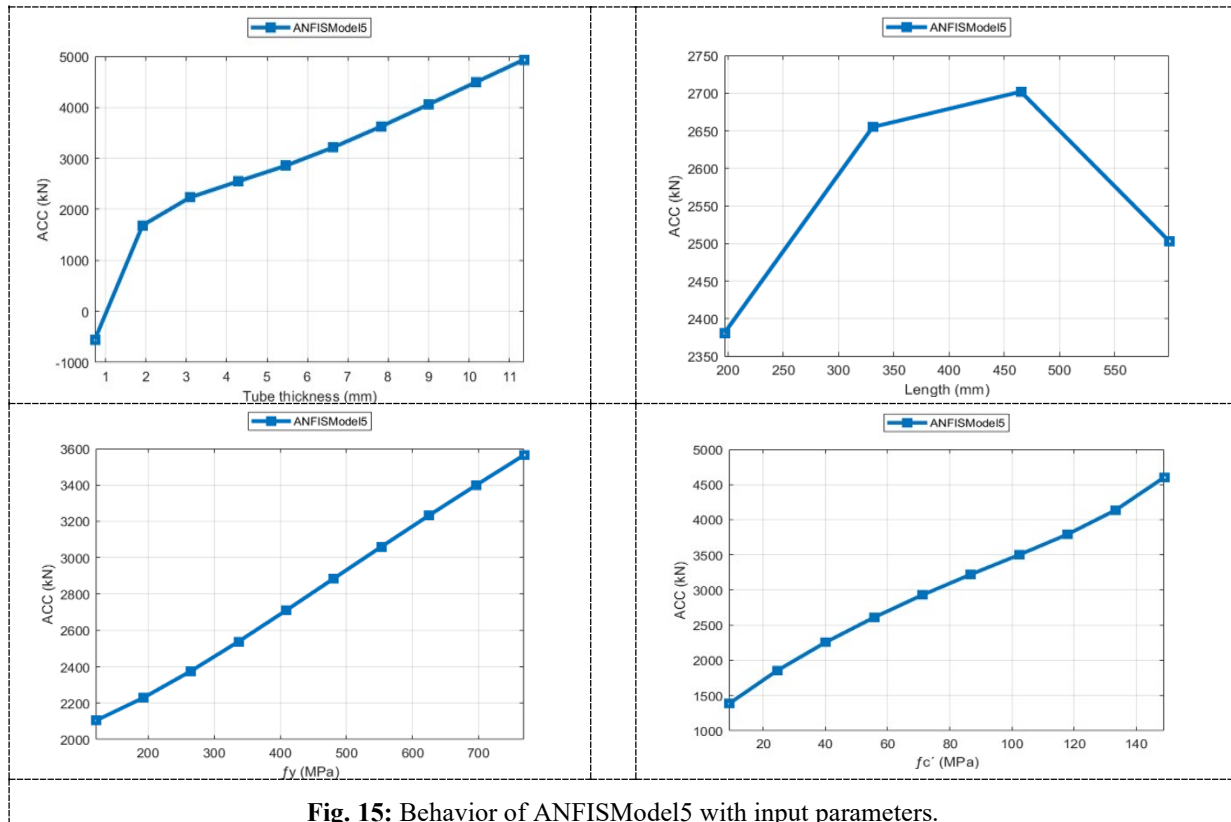 ANFISModel5
5000
4000
3000
2000
1000
0
-1000
ACC (kN)
1 2 3 4 5 6 7 8 9 10 11
Tube thickness (mm)
ANFISModel5
2750
2700
2650
2600
2550
2500
2450
2400
2350
ACC (kN)
200 250 300 350 400 450 500 550
Length (mm)
ANFISModel5
3600
3400
3200
3000
2800
2600
2400
2200
2000
ACC (kN)
200 300 400 500 600 700
ƒy (MPa)
ANFISModel5
5000
4500
4000
3500
3000
2500
2000
1500
1000
ACC (kN)
20 40 60 80 100 120 140
ƒc´ (MPa)
Fig. 15: Behavior of ANFISModel5 with input parameters.